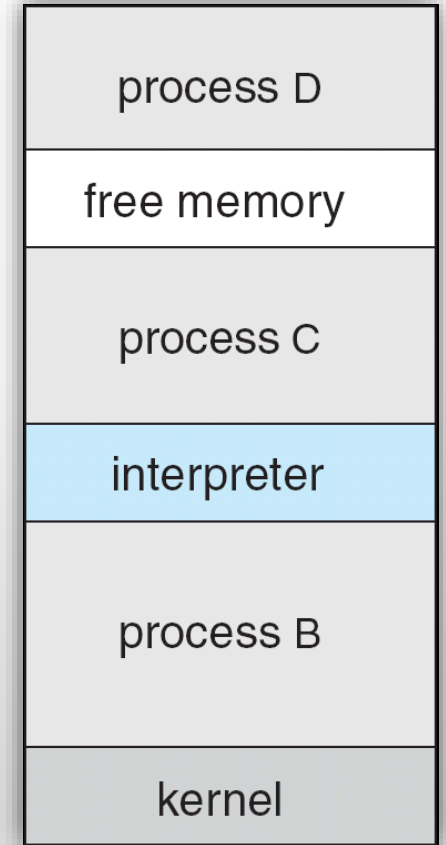 process D
free memory
process C
interpreter
process B
kernel